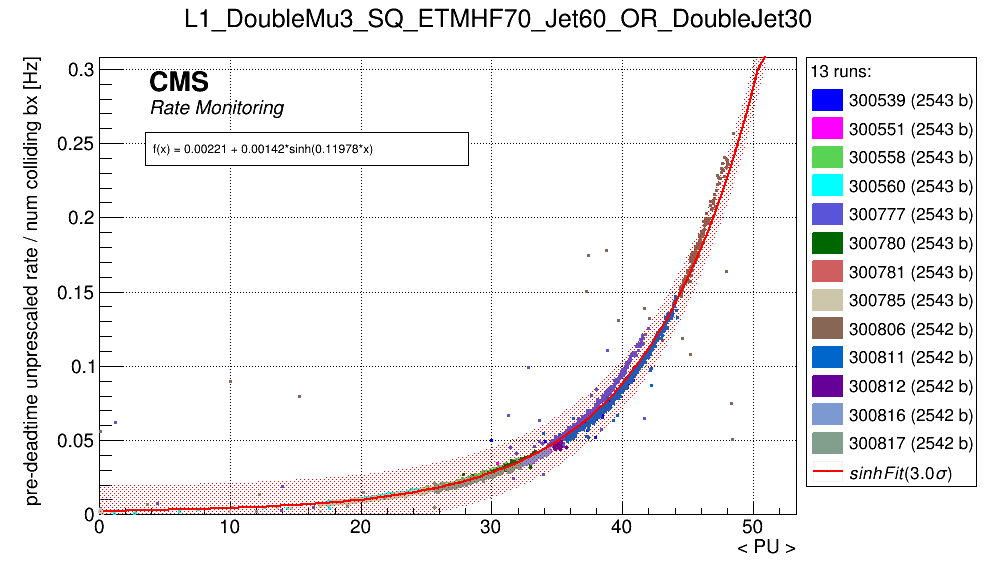 L1_DoubleMu3_SQ_ETMHF70_Jet60_OR_DoubleJet30
pre-deadtime unprescaled rate / num colliding bx [Hz]
0.3
0.25
0.2
0.15
0.1
0.05
0
CMS
Rate Monitoring
f(x) = 0.00221 + 0.00142*sinh(0.11978*x)
0
10
20
30
40
50
< PU >
13 runs:
300539 (2543 b)
300551 (2543 b)
300558 (2543 b)
300560 (2543 b)
300777 (2543 b)
300780 (2543 b)
300781 (2543 b)
300785 (2543 b)
300806 (2542 b)
300811 (2542 b)
300812 (2542 b)
300816 (2542 b)
300817 (2542 b)
sinhFit(3.0σ)